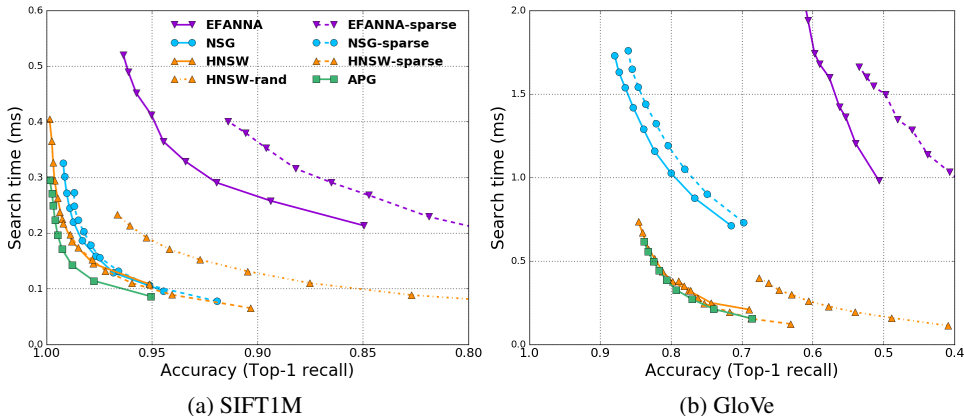 0.6
0.5
0.4
0.3
0.2
0.1
0.0
Search time (ms)
EFANNA
NSG
HNSW
HNSW-rand
EFANNA-sparse
NSG-sparse
HNSW-sparse
APG
1.00 0.95 0.90 0.85 0.80
Accuracy (Top-1 recall)
(a) SIFT1M
2.0
1.5
1.0
0.5
0.0
Search time (ms)
1.0 0.9 0.8 0.7 0.6 0.5 0.4
Accuracy (Top-1 recall)
(b) GloVe